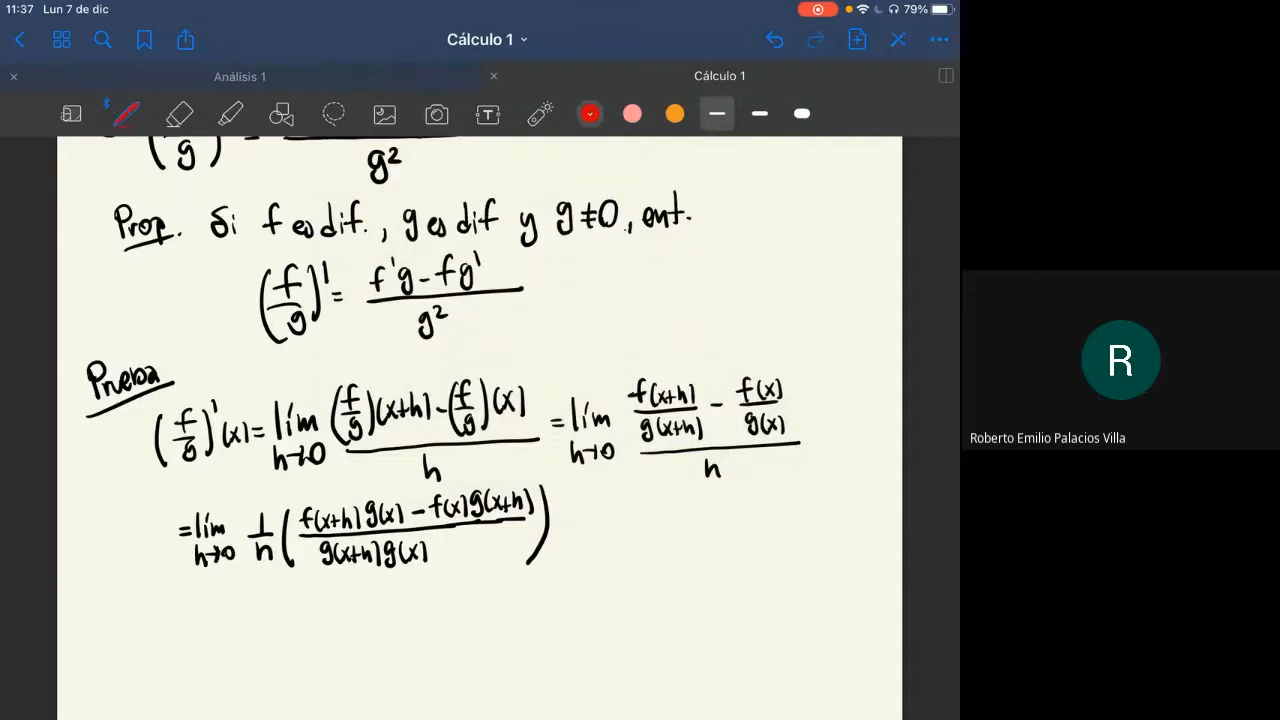 11:37 Lun 7 de dic 79%
Cálculo 1
Análisis 1 Cálculo 1
(f/g)' = / g²
Prop. Si f es dif., g es dif y g≠0, ent.
(f/g)' = (f'g - fg')/g²
Prueba
(f/g)'(x) = lím h→0 ((f/g)(x+h) - (f/g)(x))/h = lím h→0 (f(x+h)/g(x+h) - f(x)/g(x))/h
= lím h→0 1/h ( (f(x+h)g(x) - f(x)g(x+h)) / (g(x+h)g(x)) )
R
Roberto Emilio Palacios Villa